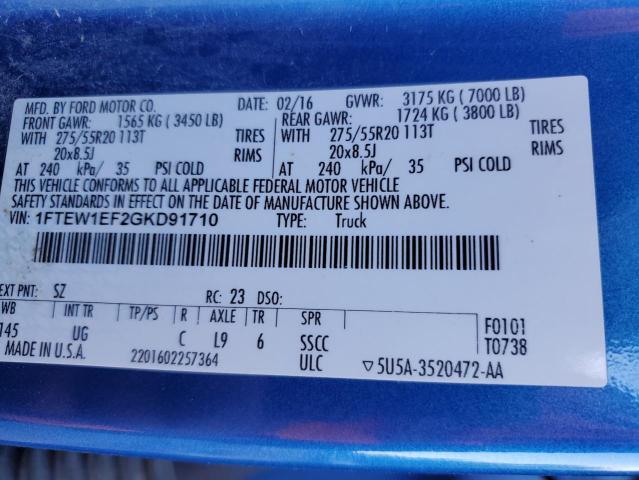 MFD. BY FORD MOTOR CO. DATE: 02/16 GVWR: 3175 KG ( 7000 LB)
FRONT GAWR: 1565 KG ( 3450 LB) REAR GAWR: 1724 KG ( 3800 LB)
WITH 275/55R20 113T TIRES WITH 275/55R20 113T TIRES
20x8.5J RIMS 20x8.5J RIMS
AT 240 kPa/ 35 PSI COLD AT 240 kPa/ 35 PSI COLD
THIS VEHICLE CONFORMS TO ALL APPLICABLE FEDERAL MOTOR VEHICLE
SAFETY STANDARDS IN EFFECT ON THE DATE OF MANUFACTURE SHOWN ABOVE.
VIN: 1FTEW1EF2GKD91710 TYPE: Truck
EXT PNT: SZ RC: 23 DSO:
WB INT TR TP/PS R AXLE TR SPR F0101
145 UG C L9 6 SSCC T0738
MADE IN U.S.A. 2201602257364 ULC ▽5U5A-3520472-AA